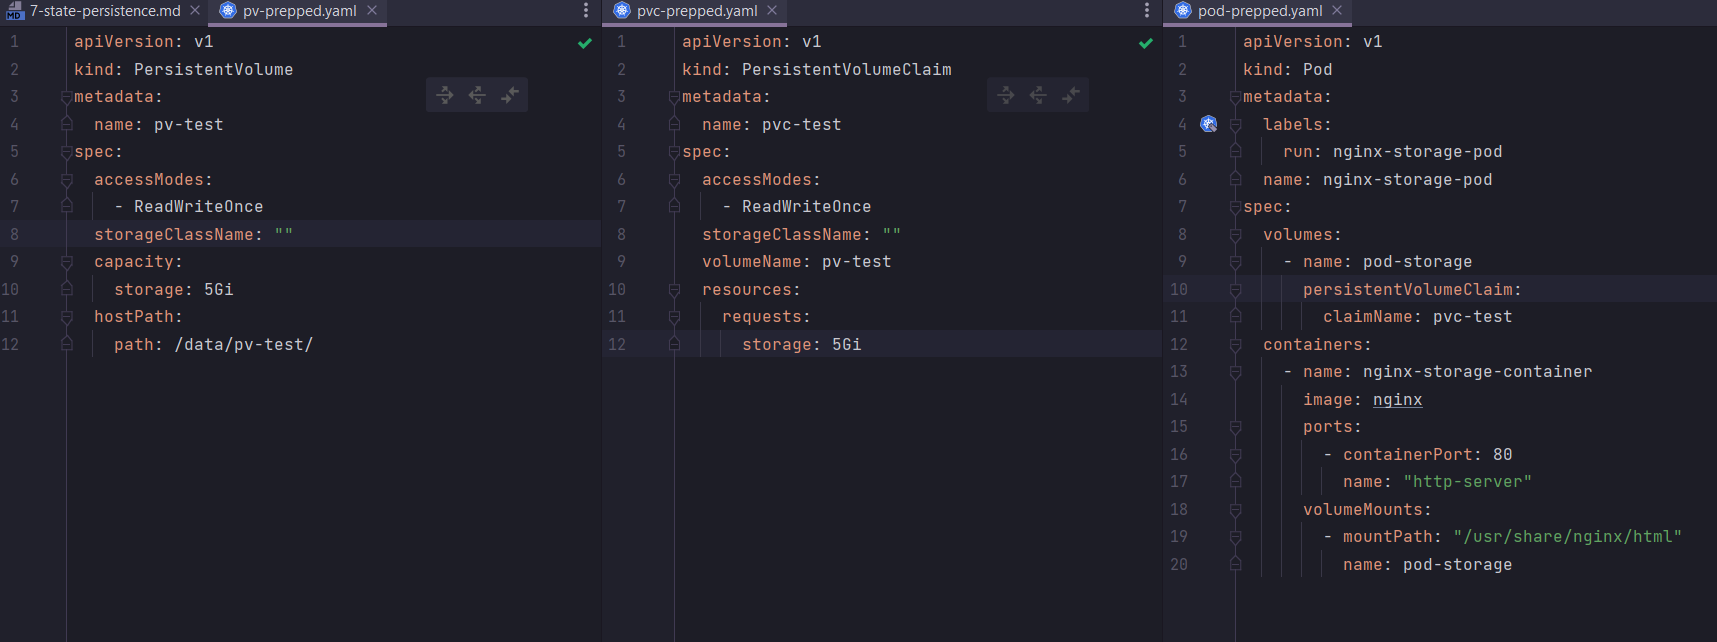 7-state-persistence.md
pv-prepped.yaml
1 apiVersion: v1
2 kind: PersistentVolume
3 metadata:
4   name: pv-test
5 spec:
6   accessModes:
7     - ReadWriteOnce
8   storageClassName: ""
9   capacity:
10     storage: 5Gi
11   hostPath:
12     path: /data/pv-test/
pvc-prepped.yaml
1 apiVersion: v1
2 kind: PersistentVolumeClaim
3 metadata:
4   name: pvc-test
5 spec:
6   accessModes:
7     - ReadWriteOnce
8   storageClassName: ""
9   volumeName: pv-test
10   resources:
11     requests:
12       storage: 5Gi
pod-prepped.yaml
1 apiVersion: v1
2 kind: Pod
3 metadata:
4   labels:
5     run: nginx-storage-pod
6   name: nginx-storage-pod
7 spec:
8   volumes:
9     - name: pod-storage
10       persistentVolumeClaim:
11         claimName: pvc-test
12   containers:
13     - name: nginx-storage-container
14       image: nginx
15       ports:
16         - containerPort: 80
17           name: "http-server"
18       volumeMounts:
19         - mountPath: "/usr/share/nginx/html"
20           name: pod-storage